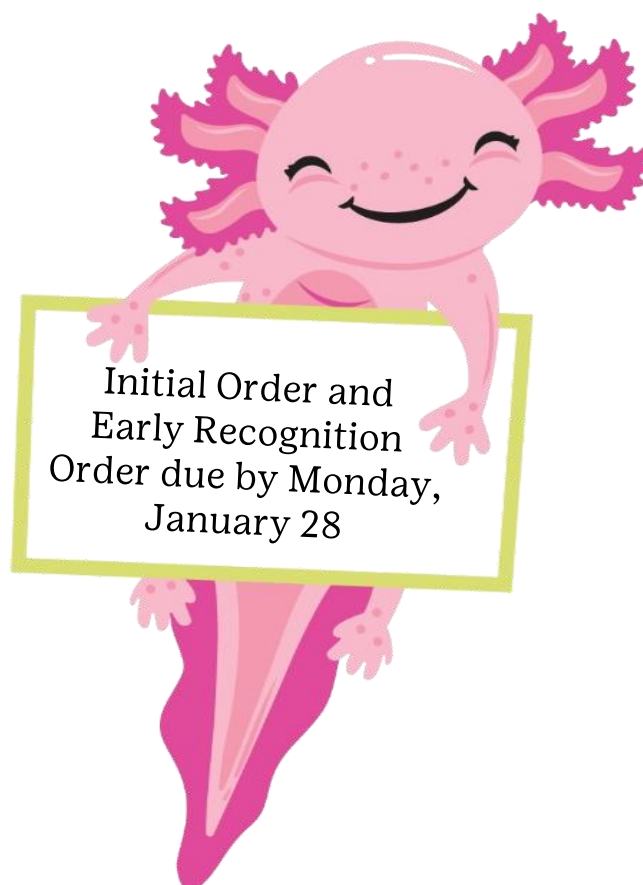 Initial Order and
Early Recognition
Order due by Monday,
January 28